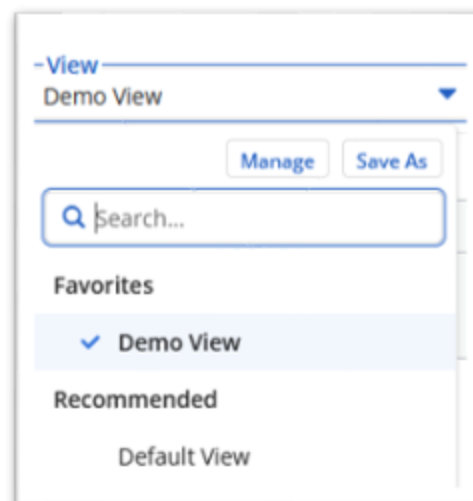 View
Demo View
Manage Save As
Search...
Favorites
Demo View
Recommended
Default View